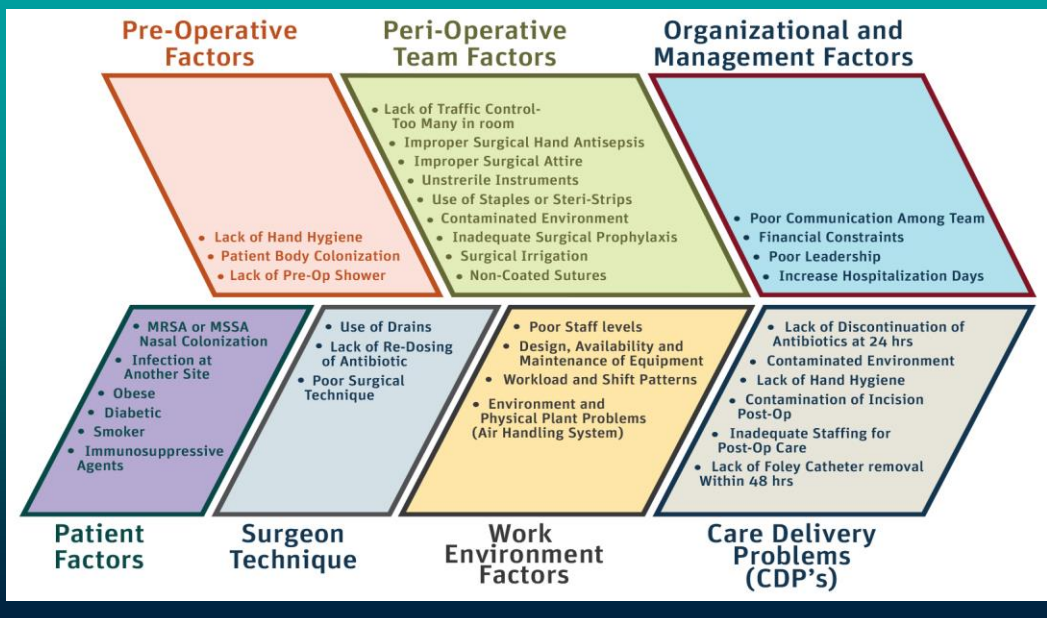 Pre-Operative
Factors
• Lack of Hand Hygiene
• Patient Body Colonization
• Lack of Pre-Op Shower
Peri-Operative
Team Factors
• Lack of Traffic Control-
Too Many in room
• Improper Surgical Hand Antisepsis
• Improper Surgical Attire
• Unstrerile Instruments
• Use of Staples or Steri-Strips
• Contaminated Environment
• Inadequate Surgical Prophylaxis
• Surgical Irrigation
• Non-Coated Sutures
Organizational and
Management Factors
• Poor Communication Among Team
• Financial Constraints
• Poor Leadership
• Increase Hospitalization Days
• MRSA or MSSA
Nasal Colonization
• Infection at
Another Site
• Obese
• Diabetic
• Smoker
• Immunosuppressive
Agents
Patient
Factors
• Use of Drains
• Lack of Re-Dosing
of Antibiotic
• Poor Surgical
Technique
Surgeon
Technique
• Poor Staff levels
• Design, Availability and
Maintenance of Equipment
• Workload and Shift Patterns
• Environment and
Physical Plant Problems
(Air Handling System)
Work
Environment
Factors
• Lack of Discontinuation of
Antibiotics at 24 hrs
• Contaminated Environment
• Lack of Hand Hygiene
• Contamination of Incision
Post-Op
• Inadequate Staffing for
Post-Op Care
• Lack of Foley Catheter removal
Within 48 hrs
Care Delivery
Problems
(CDP's)